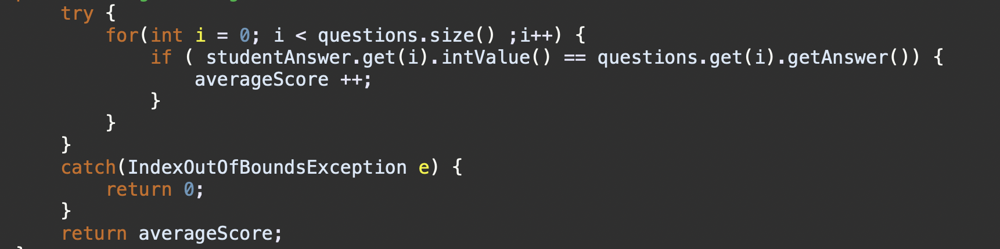 try {
for(int i = 0; i < questions.size() ;i++) {
if ( studentAnswer.get(i).intValue() == questions.get(i).getAnswer()) {
averageScore ++;
}
}
}
catch(IndexOutOfBoundsException e) {
return 0;
}
return averageScore;